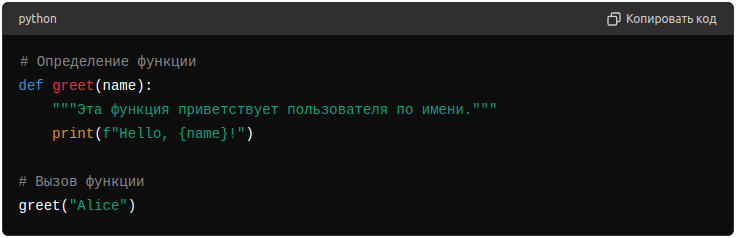 python
Копировать код
# Определение функции
def greet(name):
    """Эта функция приветствует пользователя по имени."""
    print(f"Hello, {name}!")
# Вызов функции
greet("Alice")